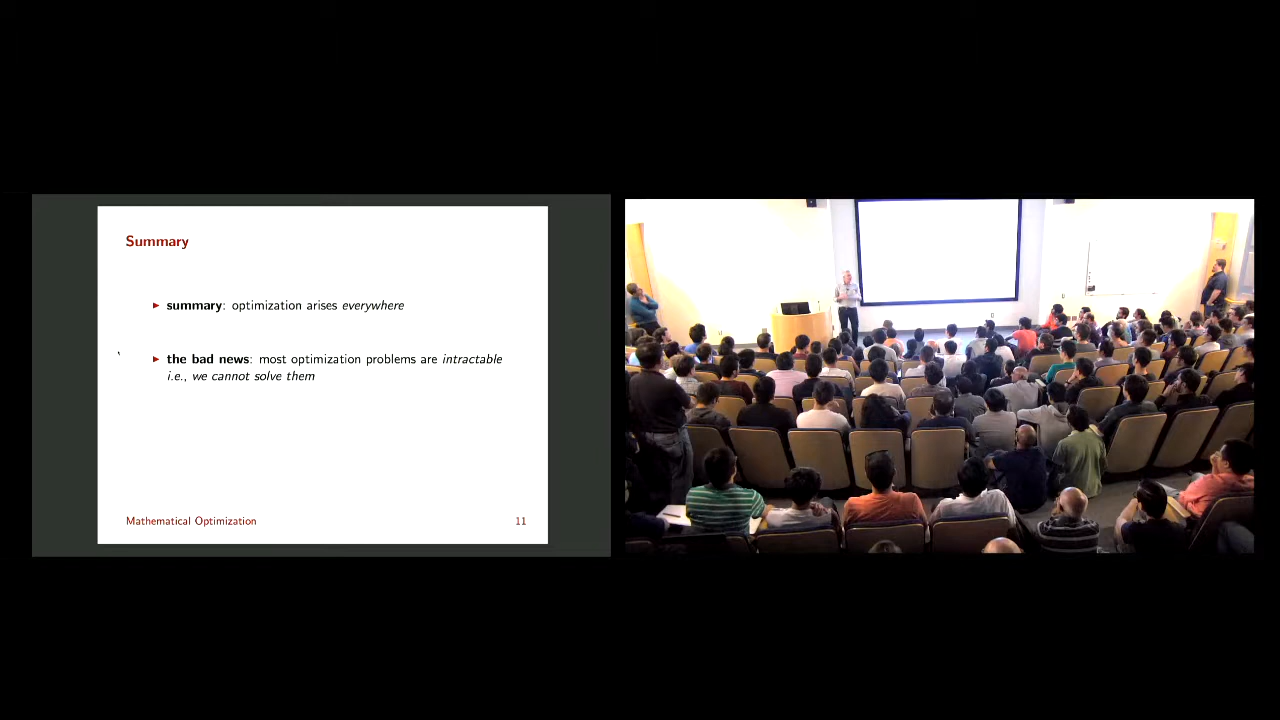 Summary
▶ summary: optimization arises everywhere
▶ the bad news: most optimization problems are intractable
i.e., we cannot solve them
Mathematical Optimization 11